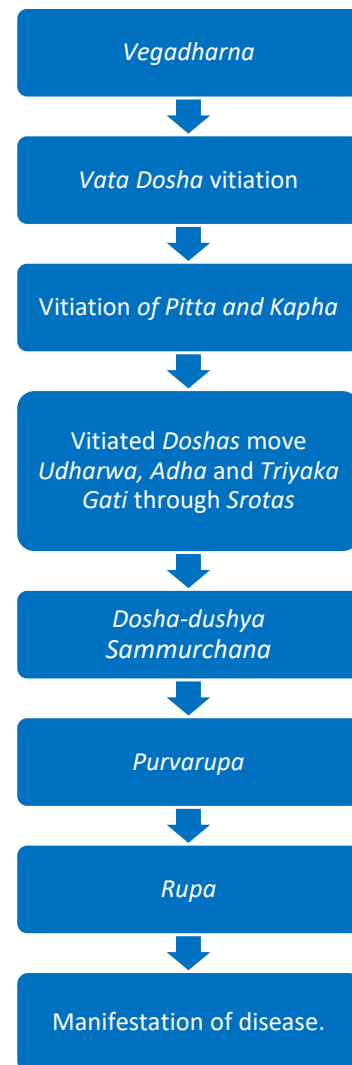 Vegadharna
Vata Dosha vitiation
Vitiation of Pitta and Kapha
Vitiated Doshas move
Udharwa, Adha and Triyaka
Gati through Srotas
Dosha-dushya
Sammurchana
Purvarupa
Rupa
Manifestation of disease.